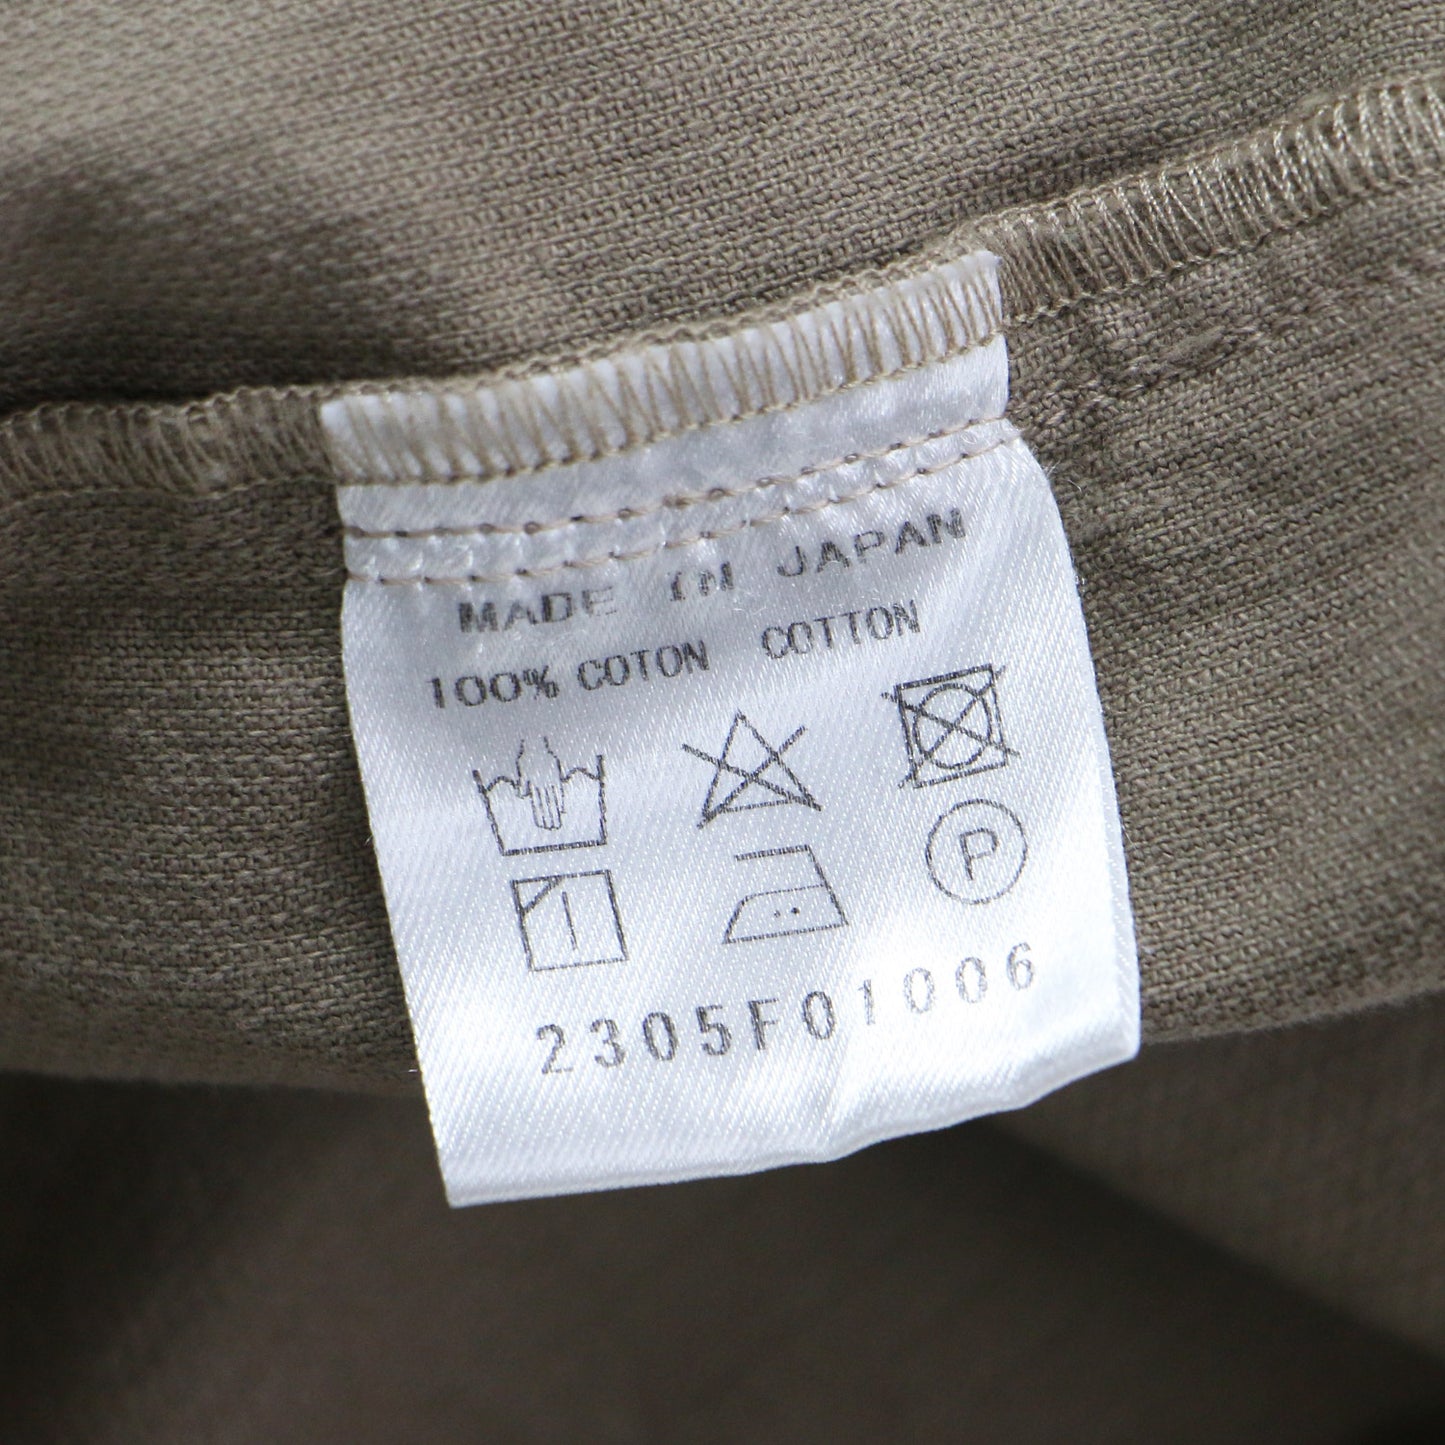 MADE IN JAPAN
100% COTON COTTON
P
2305F01006